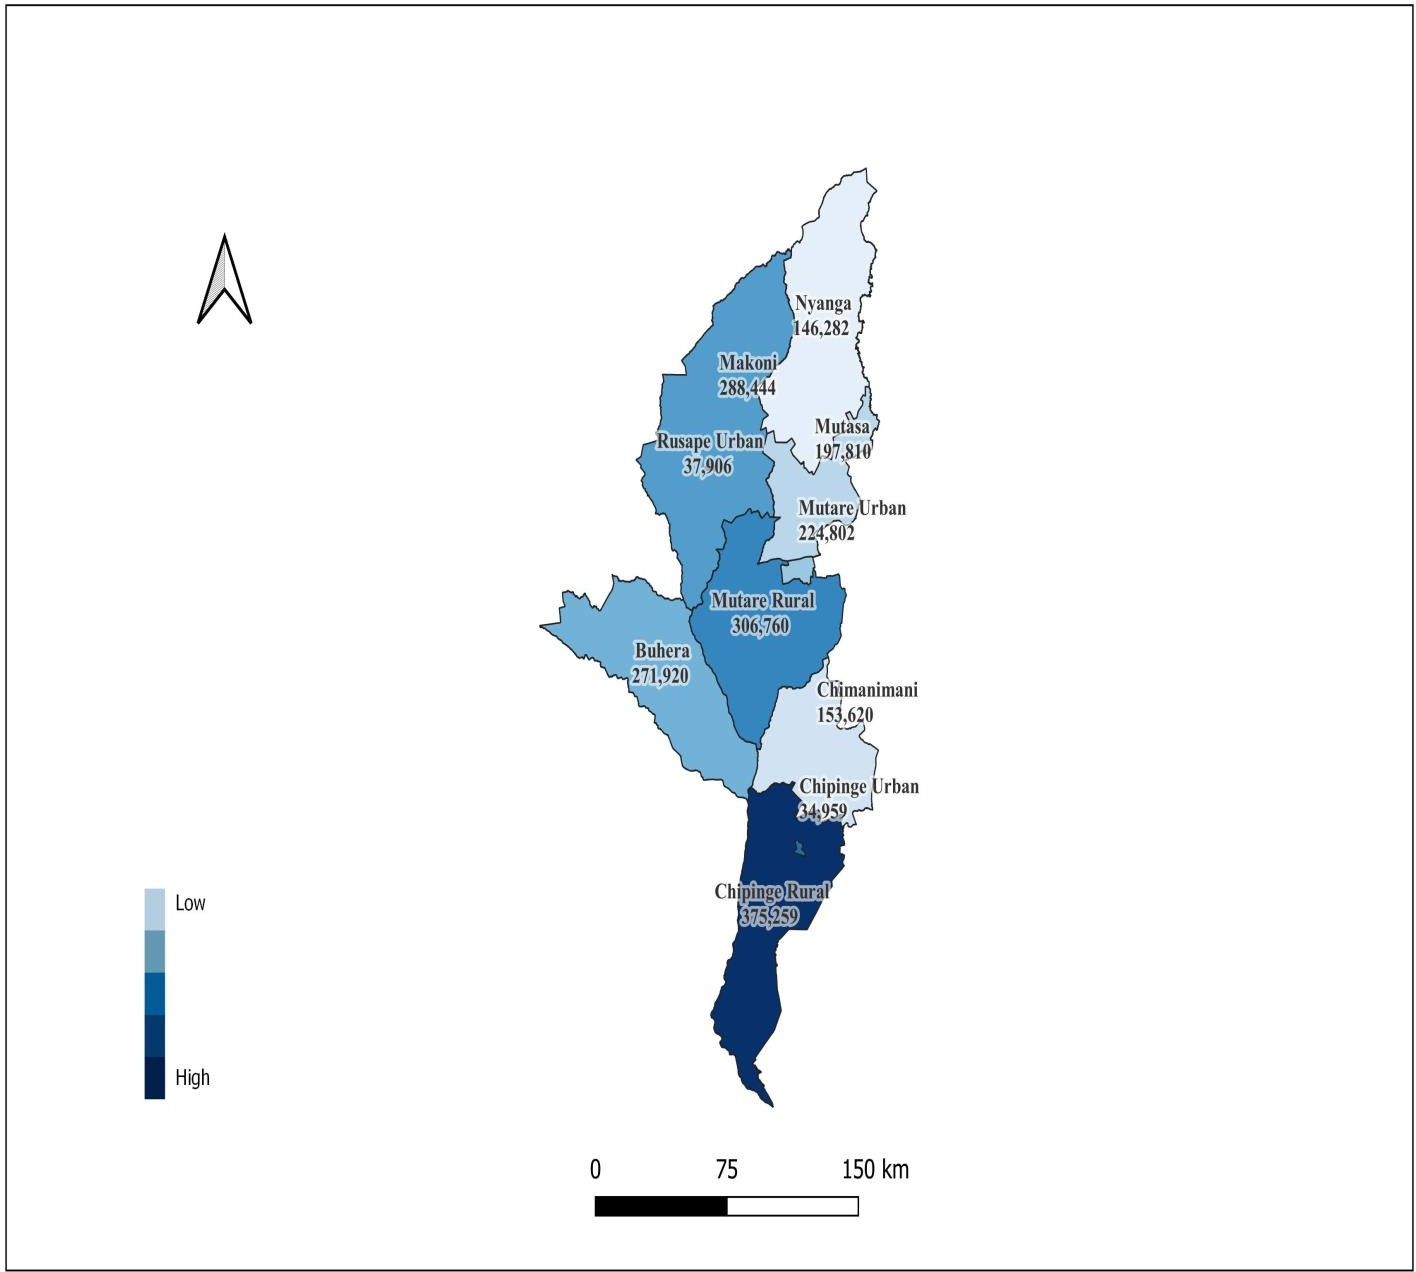 Nyanga
146,282
Makoni
288,444
Mutasa
197,810
Rusape Urban
37,906
Mutare Urban
224,802
Mutare Rural
306,760
Buhera
271,920
Chimanimani
153,620
Chipinge Urban
34,959
Chipinge Rural
375,259
Low
High
0 75 150 km